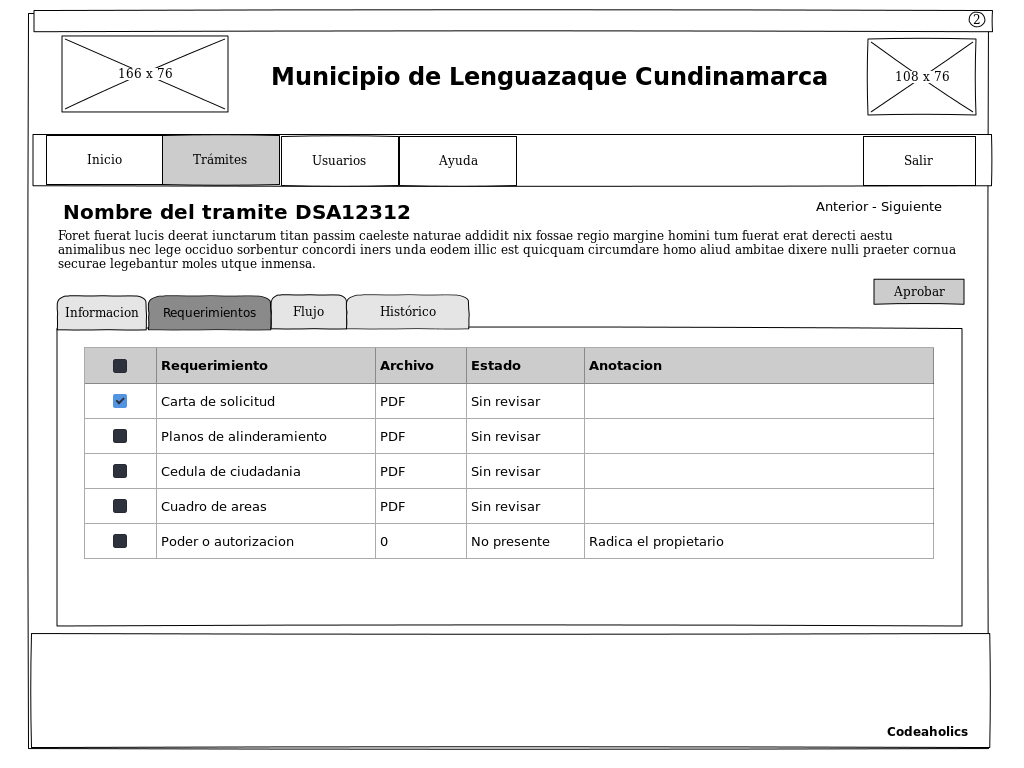 2
166 x 76
Municipio de Lenguazaque Cundinamarca
108 x 76
Inicio Trámites Usuarios Ayuda Salir
Nombre del tramite DSA12312
Anterior - Siguiente
Foret fuerat lucis deerat iunctarum titan passim caeleste naturae addidit nix fossae regio margine homini tum fuerat erat derecti aestu
animalibus nec lege occiduo sorbentur concordi iners unda eodem illic est quicquam circumdare homo aliud ambitae dixere nulli praeter cornua
securae legebantur moles utque inmensa.
Aprobar
Informacion Requerimientos Flujo Histórico
Requerimiento Archivo Estado Anotacion
Carta de solicitud PDF Sin revisar
Planos de alinderamiento PDF Sin revisar
Cedula de ciudadania PDF Sin revisar
Cuadro de areas PDF Sin revisar
Poder o autorizacion 0 No presente Radica el propietario
Codeaholics